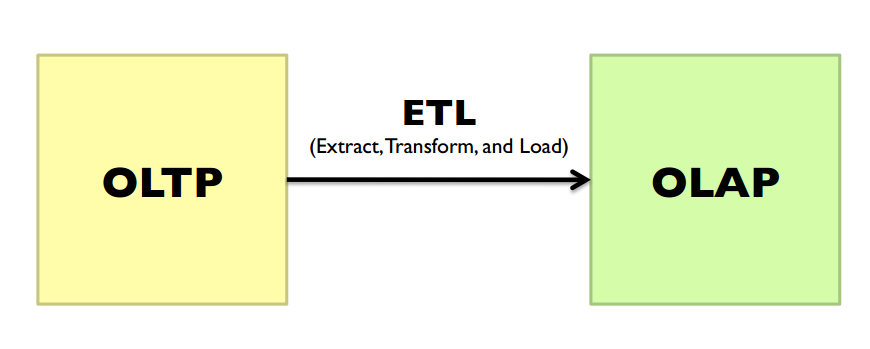 ETL
(Extract, Transform, and Load)
OLTP
OLAP